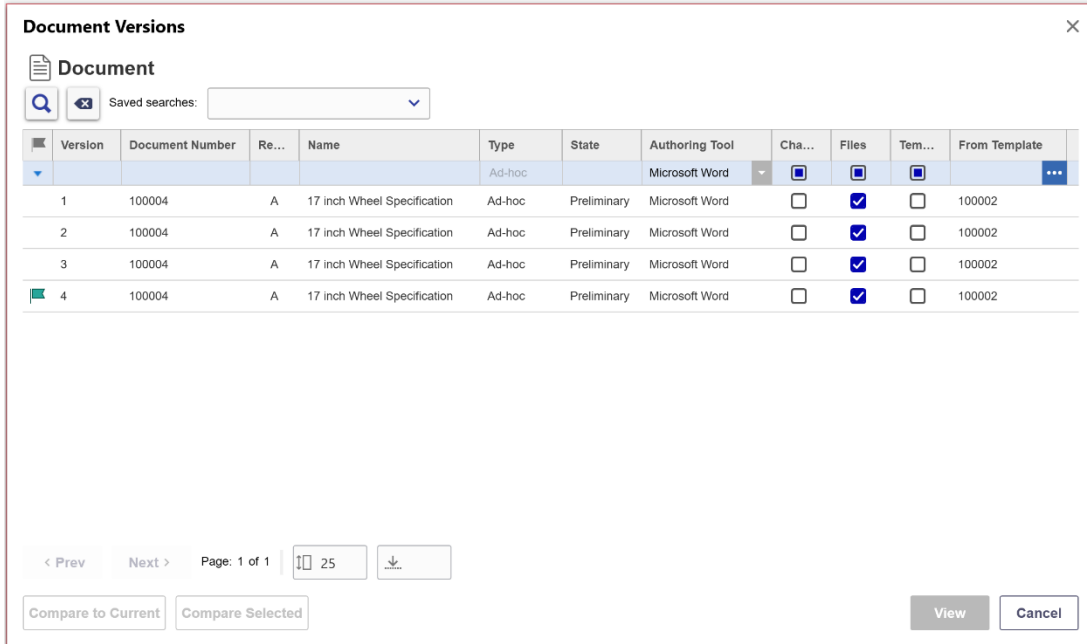 Document Versions
Document
Saved searches:
Version Document Number Re... Name Type State Authoring Tool Cha... Files Tem... From Template
Ad-hoc Microsoft Word
1 100004 A 17 inch Wheel Specification Ad-hoc Preliminary Microsoft Word 100002
2 100004 A 17 inch Wheel Specification Ad-hoc Preliminary Microsoft Word 100002
3 100004 A 17 inch Wheel Specification Ad-hoc Preliminary Microsoft Word 100002
4 100004 A 17 inch Wheel Specification Ad-hoc Preliminary Microsoft Word 100002
< Prev Next > Page: 1 of 1 25
Compare to Current Compare Selected View Cancel